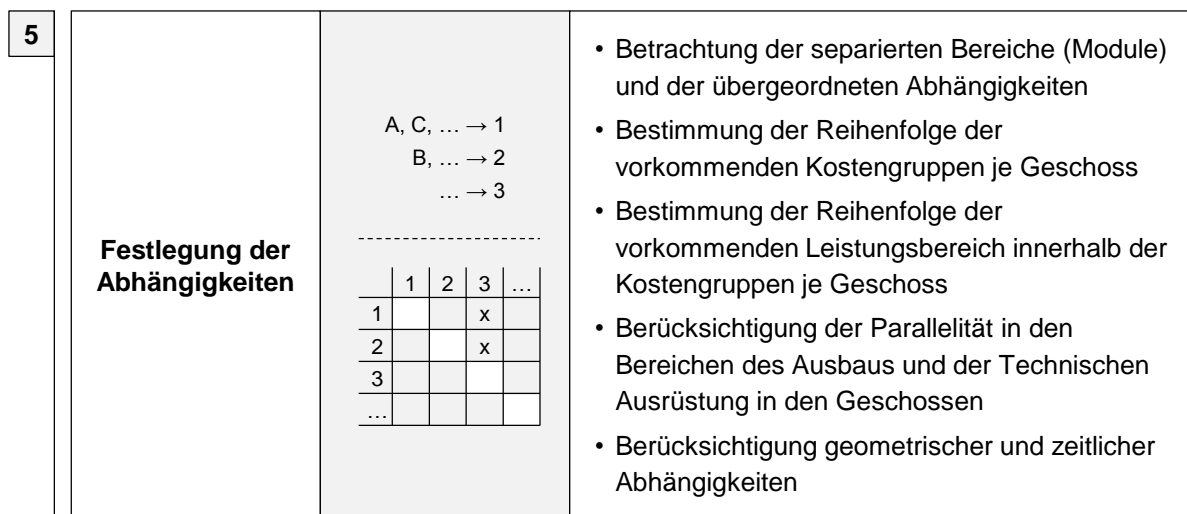 5
Festlegung der
Abhängigkeiten
A, C, … → 1
B, … → 2
… → 3
1 2 3 …
1 x
2 x
3
…
• Betrachtung der separierten Bereiche (Module)
und der übergeordneten Abhängigkeiten
• Bestimmung der Reihenfolge der
vorkommenden Kostengruppen je Geschoss
• Bestimmung der Reihenfolge der
vorkommenden Leistungsbereich innerhalb der
Kostengruppen je Geschoss
• Berücksichtigung der Parallelität in den
Bereichen des Ausbaus und der Technischen
Ausrüstung in den Geschossen
• Berücksichtigung geometrischer und zeitlicher
Abhängigkeiten